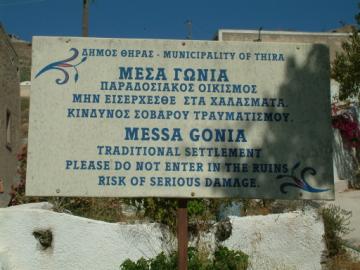 ΔΗΜΟΣ ΘΗΡΑΣ - MUNICIPALITY OF THIRA
ΜΕΣΑ ΓΩΝΙΑ
ΠΑΡΑΔΟΣΙΑΚΟΣ ΟΙΚΙΣΜΟΣ
ΜΗΝ ΕΙΣΕΡΧΕΣΘΕ ΣΤΑ ΧΑΛΑΣΜΑΤΑ.
ΚΙΝΔΥΝΟΣ ΣΟΒΑΡΟΥ ΤΡΑΥΜΑΤΙΣΜΟΥ.
MESSA GONIA
TRADITIONAL SETTLEMENT
PLEASE DO NOT ENTER IN THE RUINS
RISK OF SERIOUS DAMAGE.